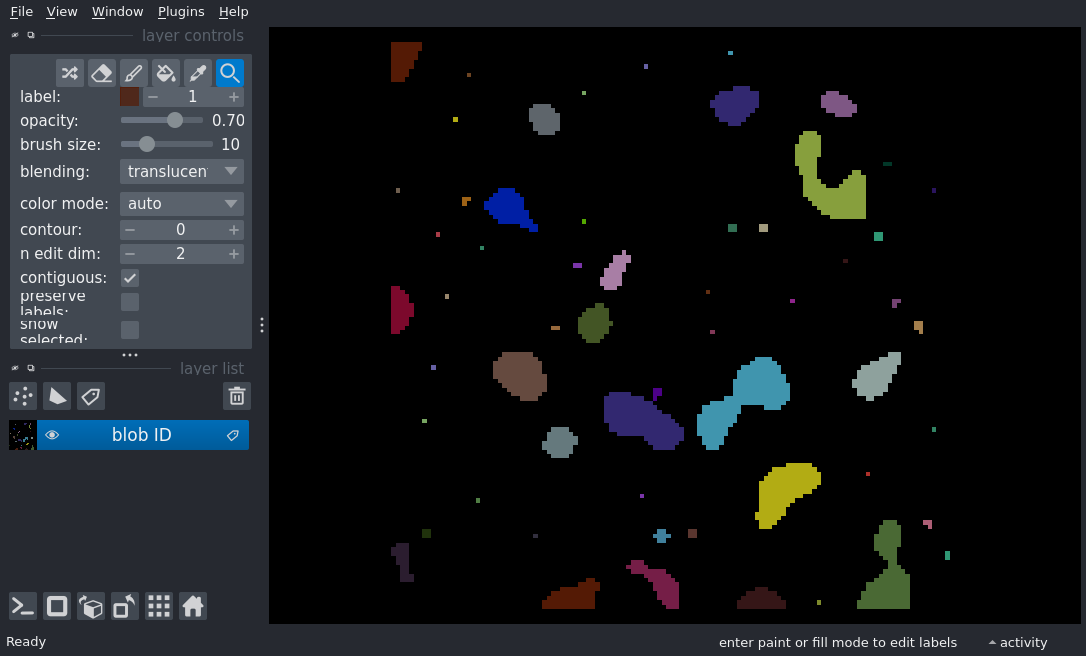 File View Window Plugins Help
layer controls
label: 1
opacity: 0.70
brush size: 10
blending: translucen
color mode: auto
contour: 0
n edit dim: 2
contiguous:
preserve
labels:
show
selected:
layer list
blob ID
Ready
enter paint or fill mode to edit labels
activity